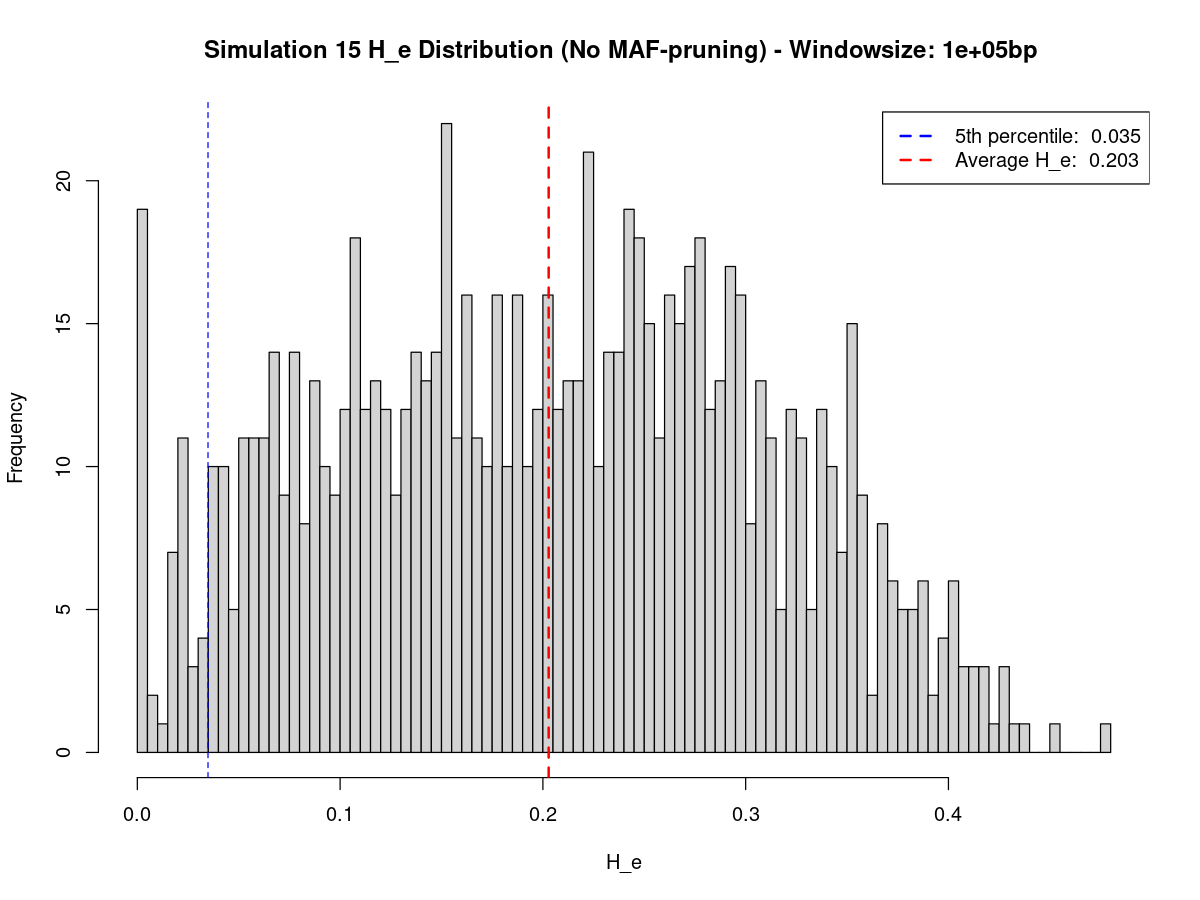 Simulation 15 H_e Distribution (No MAF-pruning) - Windowsize: 1e+05bp
5th percentile: 0.035
Average H_e: 0.203
Frequency
20
15
10
5
0
0.0 0.1 0.2 0.3 0.4
H_e